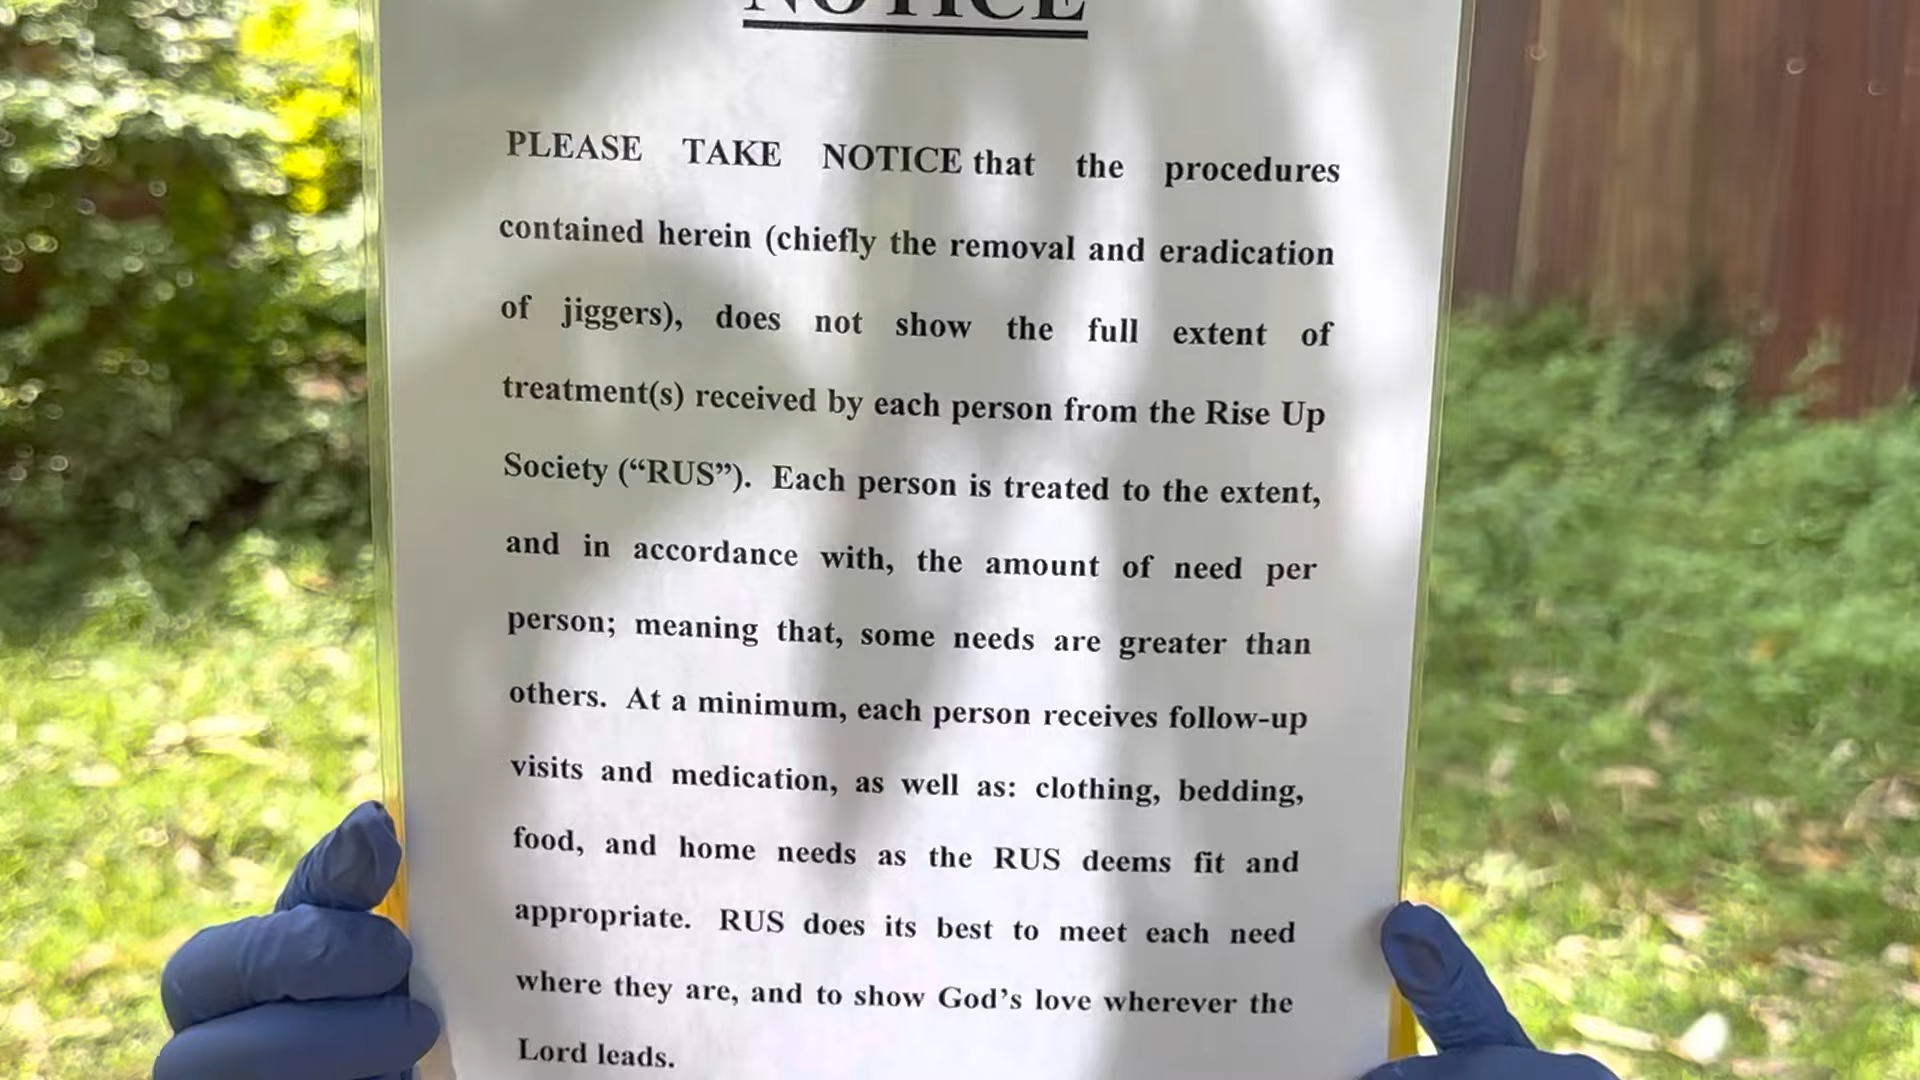 NOTICE
PLEASE TAKE NOTICE that the procedures
contained herein (chiefly the removal and eradication
of jiggers), does not show the full extent of
treatment(s) received by each person from the Rise Up
Society (“RUS”). Each person is treated to the extent,
and in accordance with, the amount of need per
person; meaning that, some needs are greater than
others. At a minimum, each person receives follow-up
visits and medication, as well as: clothing, bedding,
food, and home needs as the RUS deems fit and
appropriate. RUS does its best to meet each need
where they are, and to show God’s love wherever the
Lord leads.